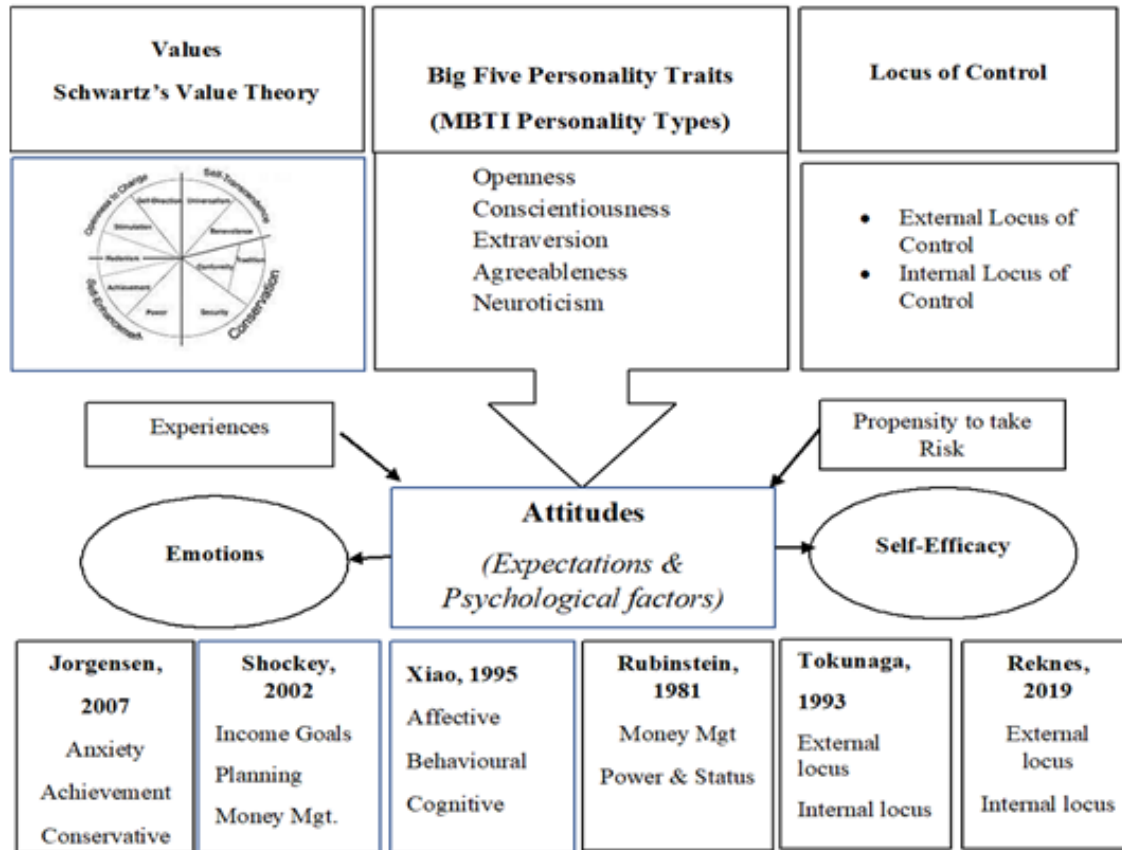 Values
Schwartz's Value Theory
Big Five Personality Traits
(MBTI Personality Types)
Locus of Control
Openness to Change
Self-Transcendence
Self-Direction
Universalism
Stimulation
Benevolence
Hedonism
Conformity
Tradition
Achievement
Power
Security
Self-Enhancement
Conservation
Openness
Conscientiousness
Extraversion
Agreeableness
Neuroticism
• External Locus of
Control
• Internal Locus of
Control
Experiences
Propensity to take
Risk
Attitudes
(Expectations &
Psychological factors)
Emotions
Self-Efficacy
Jorgensen,
2007
Anxiety
Achievement
Conservative
Shockey,
2002
Income Goals
Planning
Money Mgt.
Xiao, 1995
Affective
Behavioural
Cognitive
Rubinstein,
1981
Money Mgt
Power & Status
Tokunaga,
1993
External
locus
Internal locus
Reknes,
2019
External
locus
Internal locus